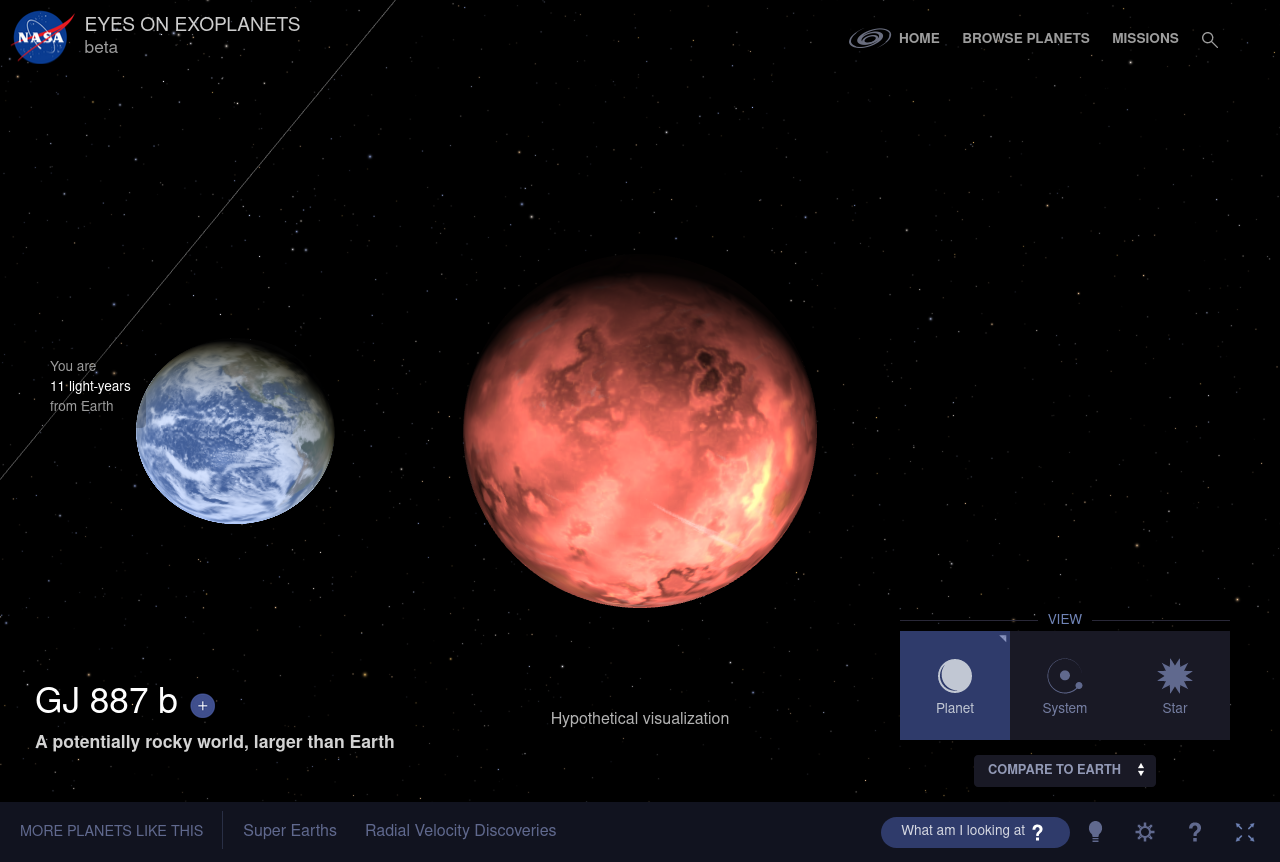 NASA
EYES ON EXOPLANETS
beta
HOME
BROWSE PLANETS
MISSIONS
You are
11 light-years
from Earth
VIEW
Planet
System
Star
GJ 887 b +
A potentially rocky world, larger than Earth
Hypothetical visualization
COMPARE TO EARTH
MORE PLANETS LIKE THIS
Super Earths
Radial Velocity Discoveries
What am I looking at ?
?